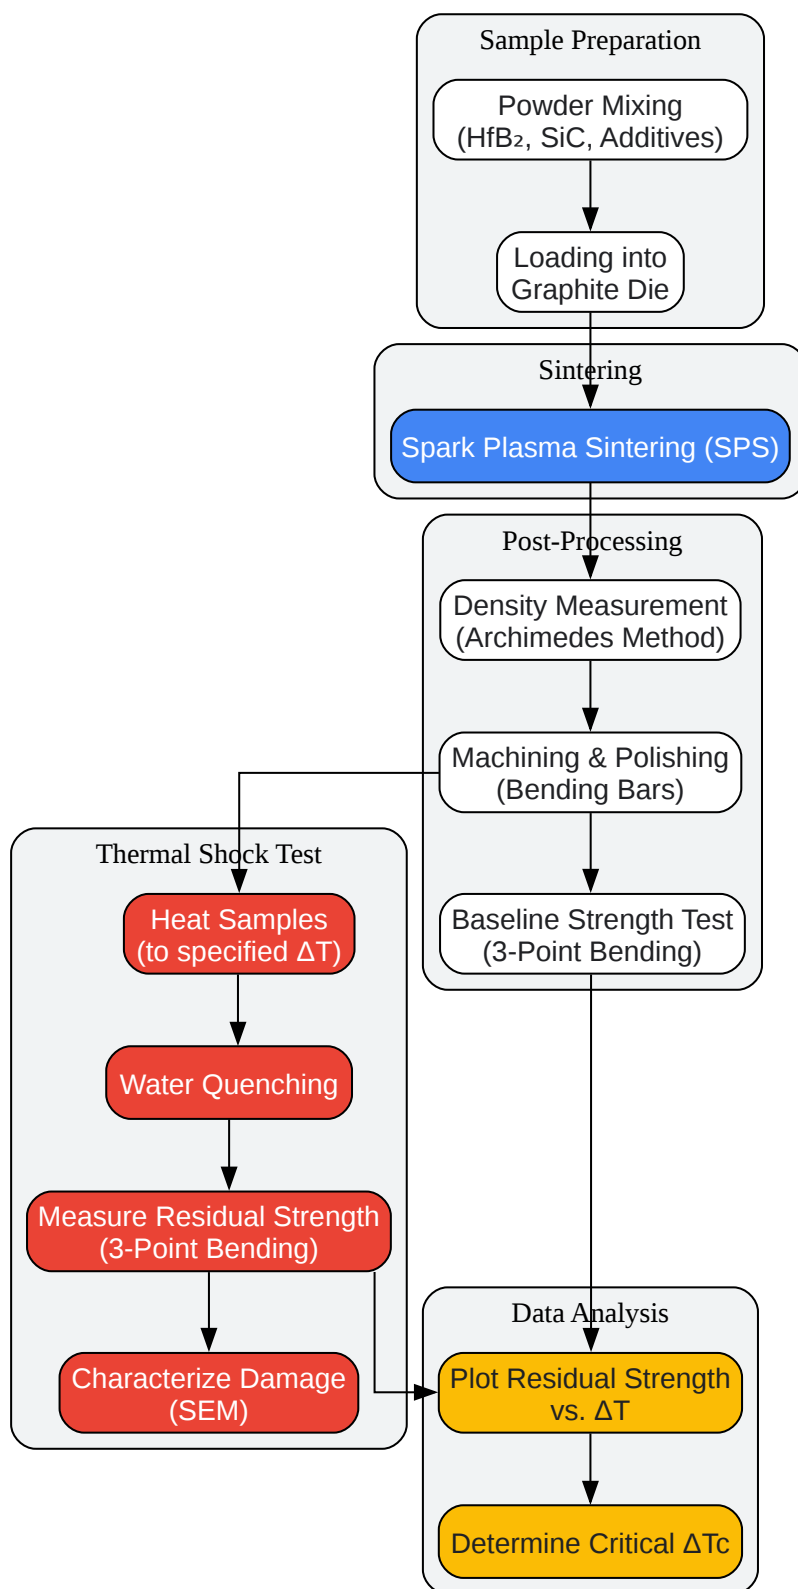 Sample Preparation
Powder Mixing
(HfB₂, SiC, Additives)
Loading into
Graphite Die
Sintering
Spark Plasma Sintering (SPS)
Post-Processing
Density Measurement
(Archimedes Method)
Machining & Polishing
(Bending Bars)
Baseline Strength Test
(3-Point Bending)
Thermal Shock Test
Heat Samples
(to specified ΔT)
Water Quenching
Measure Residual Strength
(3-Point Bending)
Characterize Damage
(SEM)
Data Analysis
Plot Residual Strength
vs. ΔT
Determine Critical ΔTc